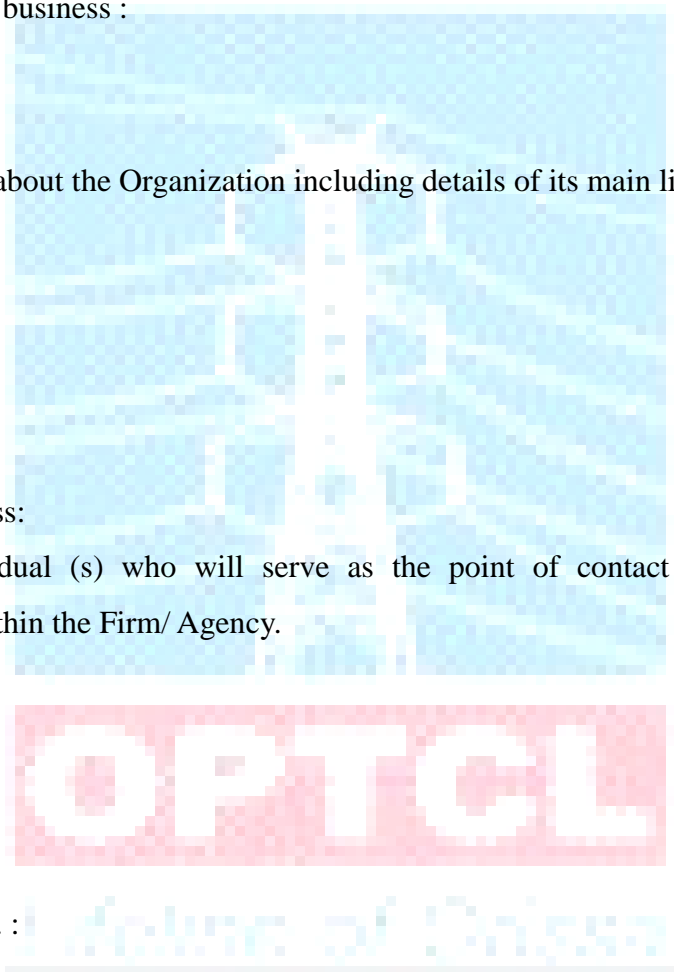 business :
about the Organization including details of its main li
ss:
dual (s) who will serve as the point of contact
thin the Firm/ Agency.
OPTCL
: